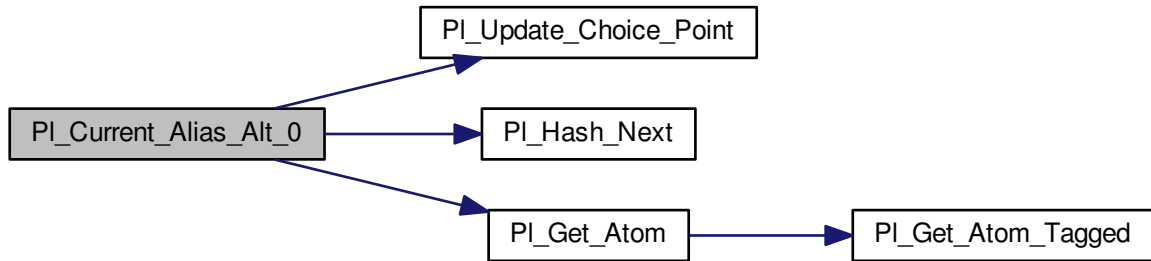 Pl_Update_Choice_Point
Pl_Current_Alias_Alt_0
Pl_Hash_Next
Pl_Get_Atom
Pl_Get_Atom_Tagged